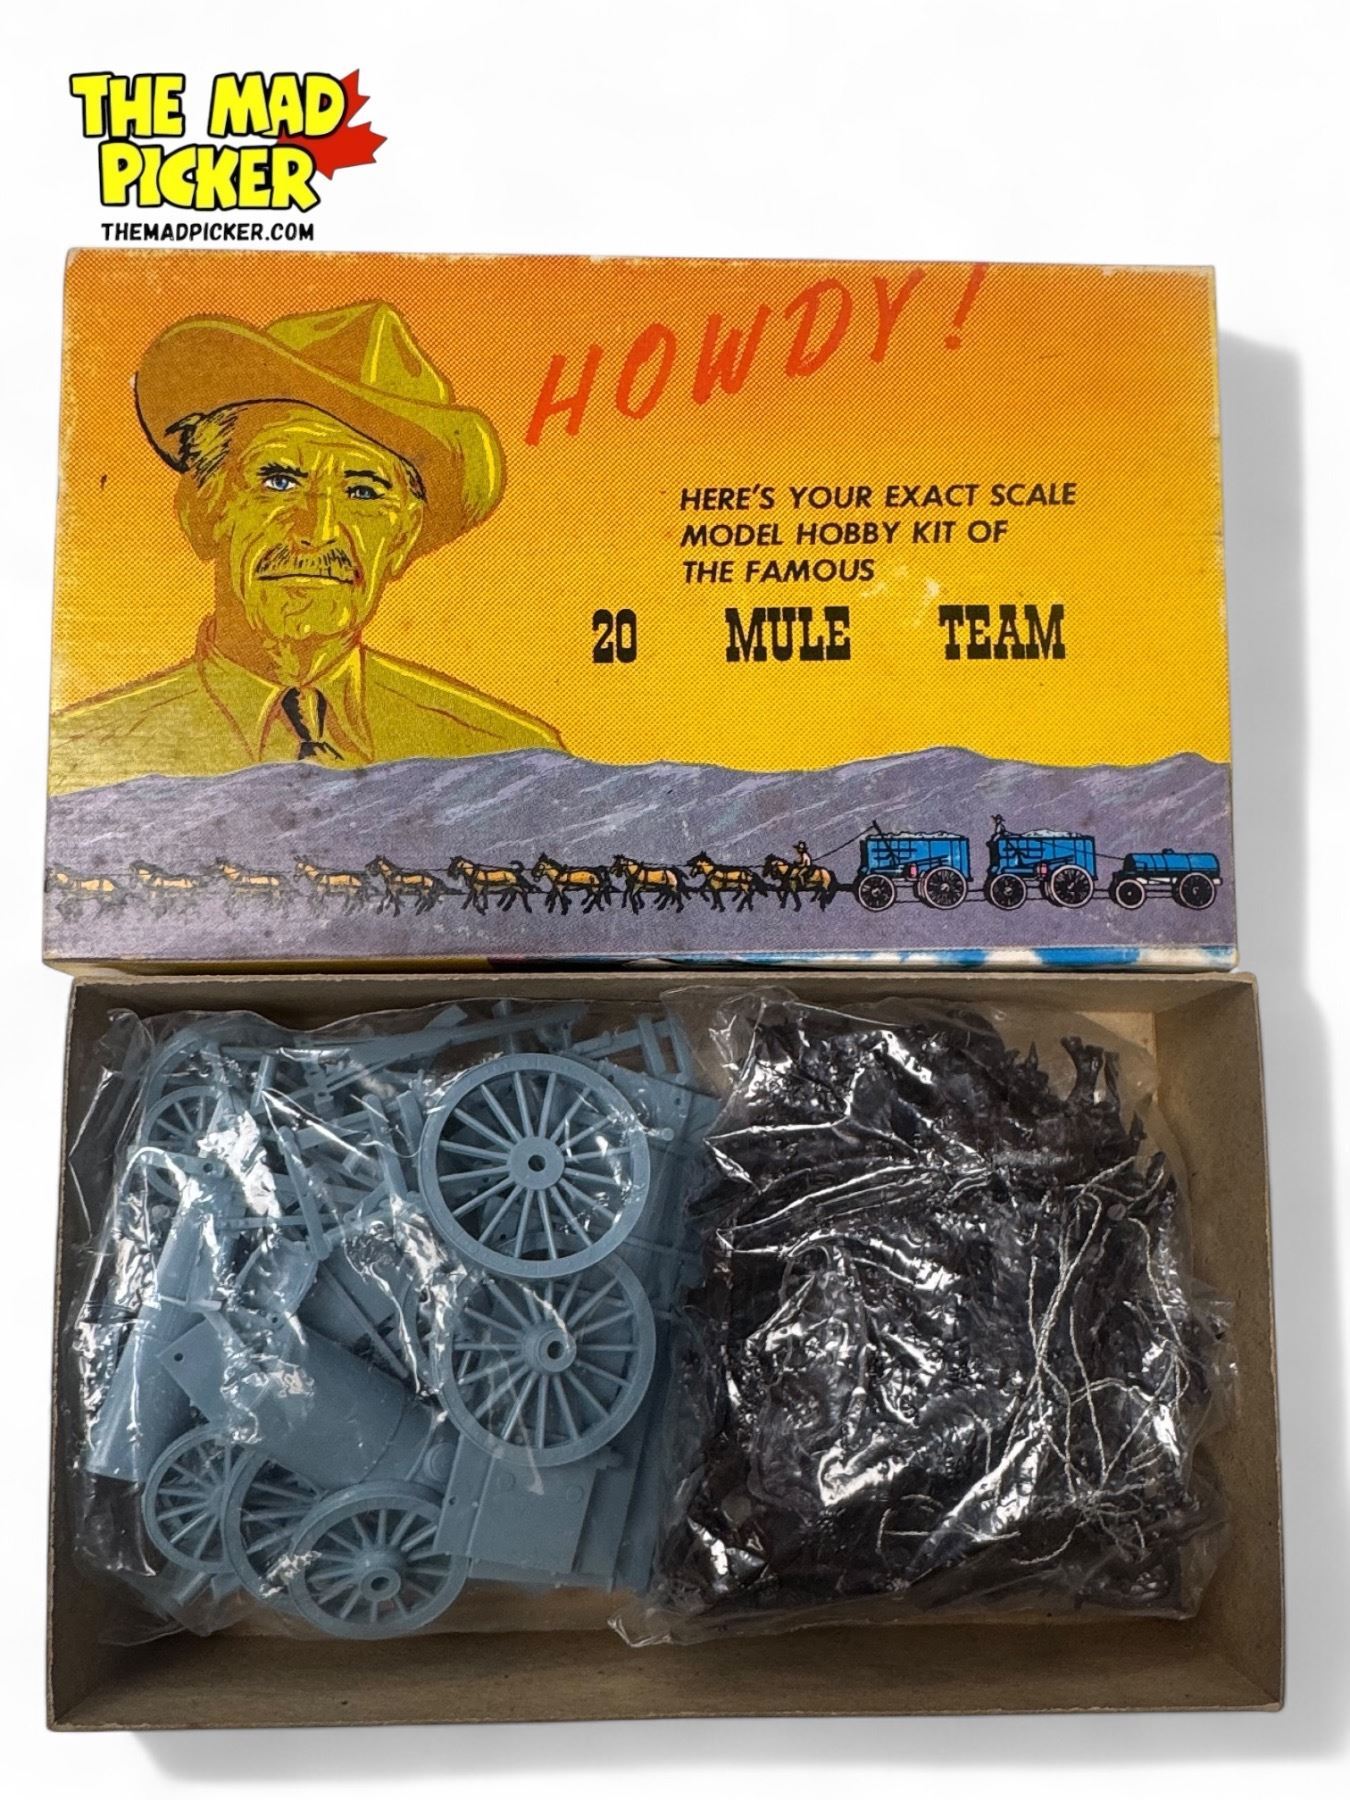 THE MAD
PICKER
THEMADPICKER.COM
HOWDY!
HERE'S YOUR EXACT SCALE
MODEL HOBBY KIT OF
THE FAMOUS
20 MULE TEAM